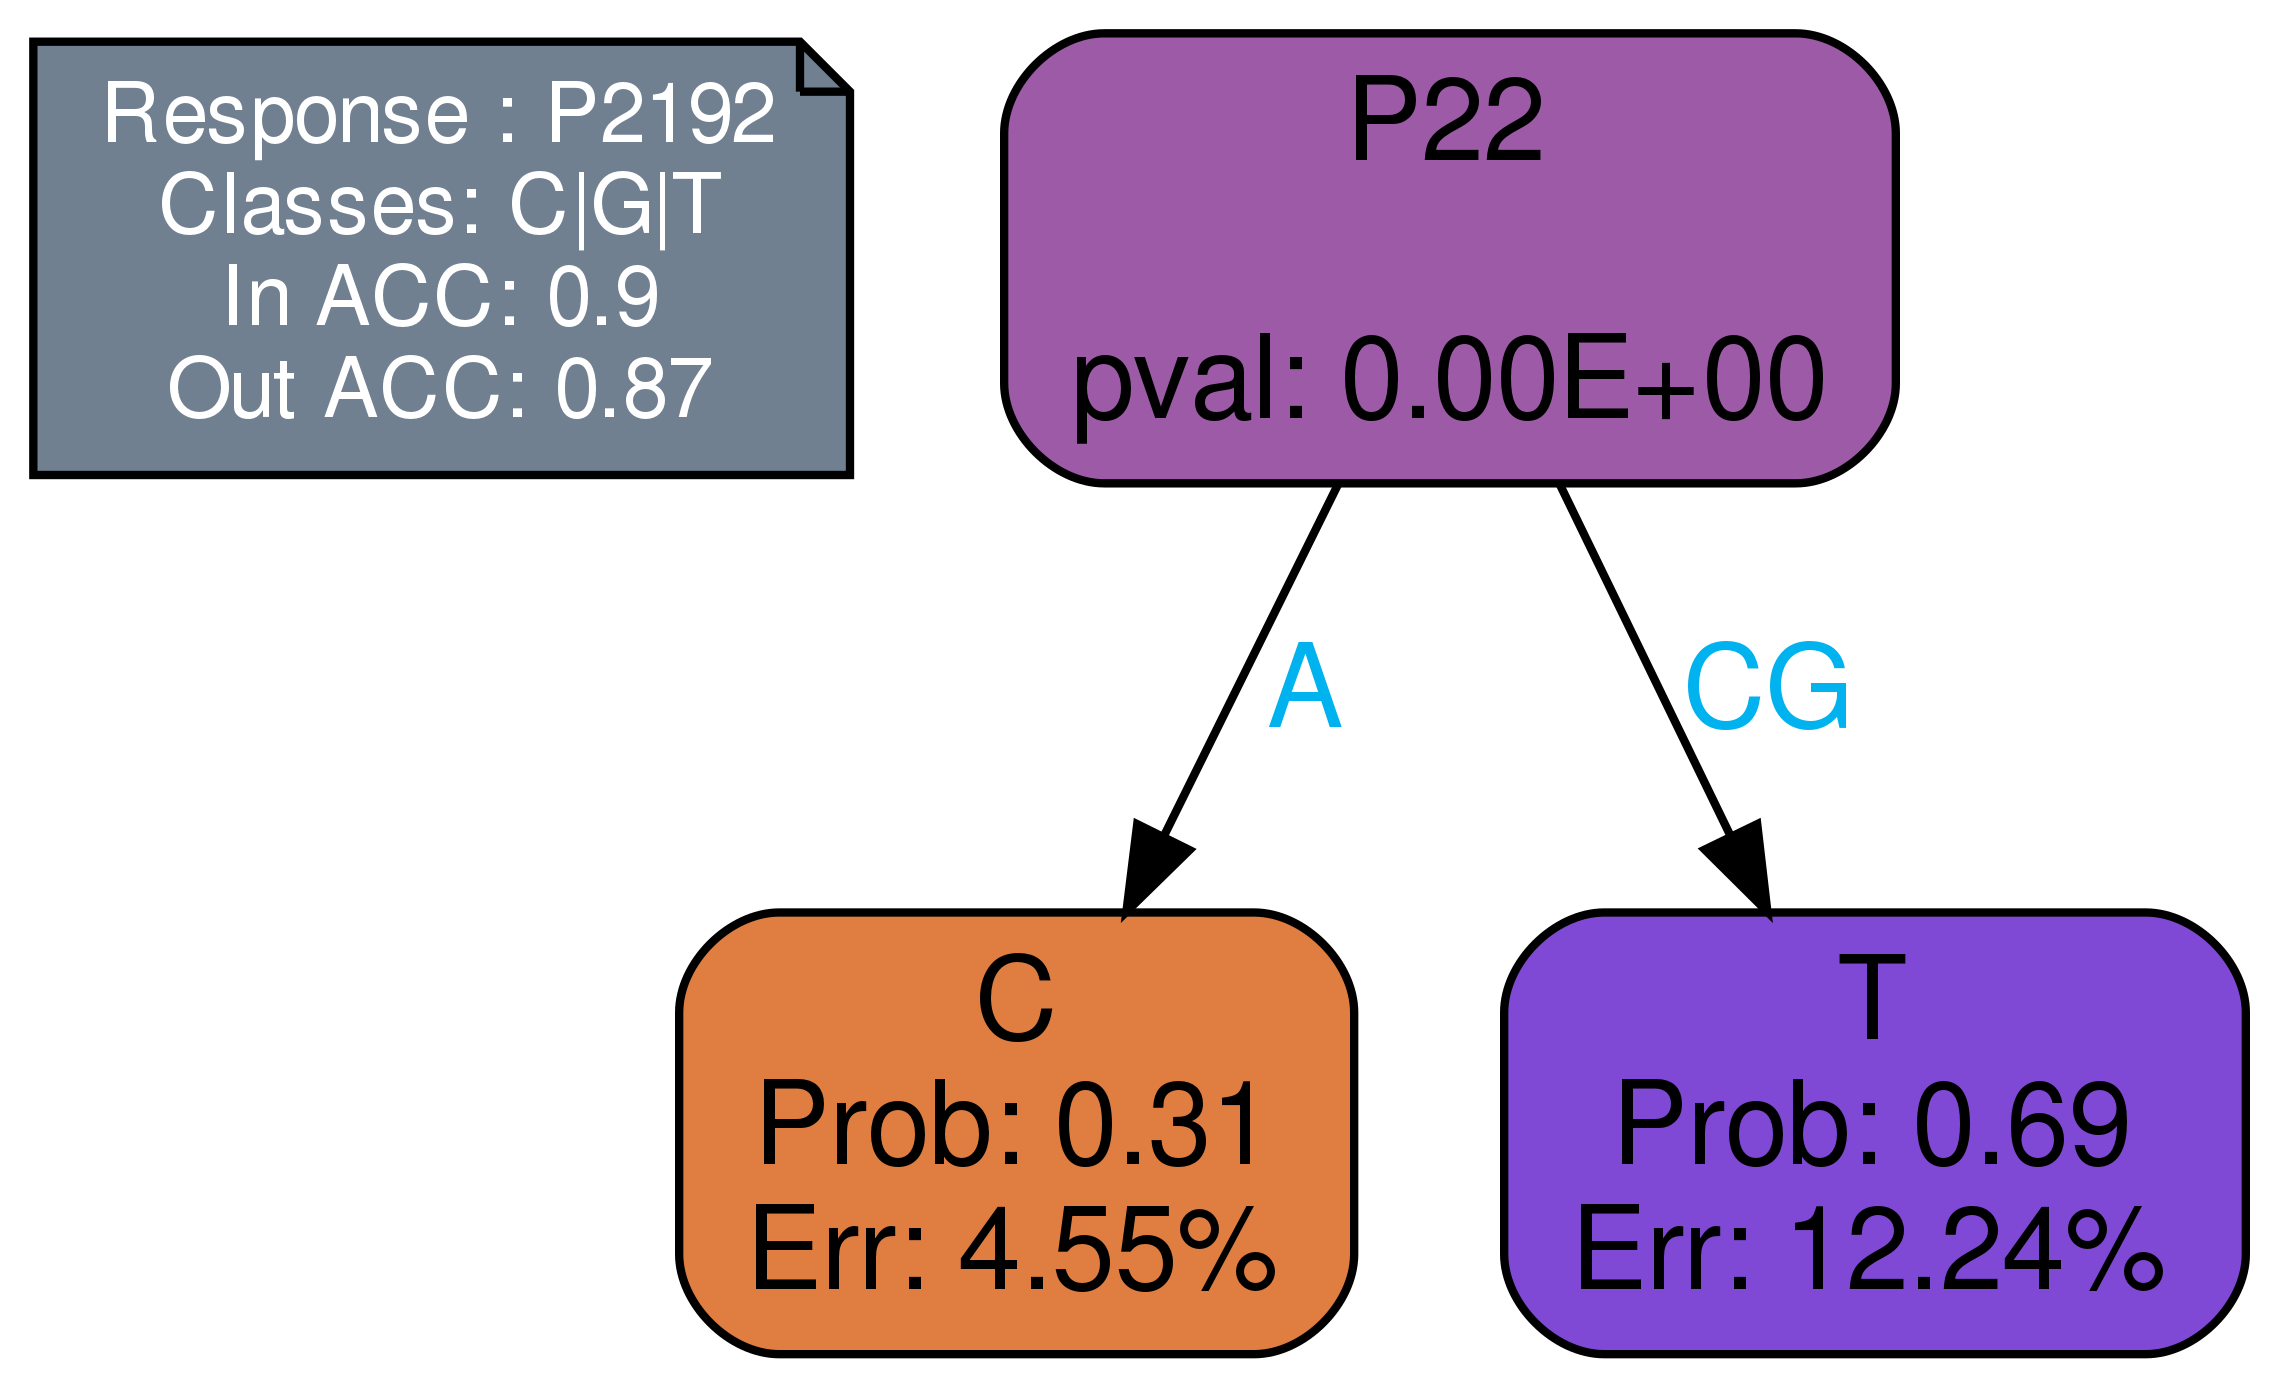 Response : P2192
Classes: C|G|T
In ACC: 0.9
Out ACC: 0.87
P22
pval: 0.00E+00
A
CG
C
Prob: 0.31
Err: 4.55%
T
Prob: 0.69
Err: 12.24%